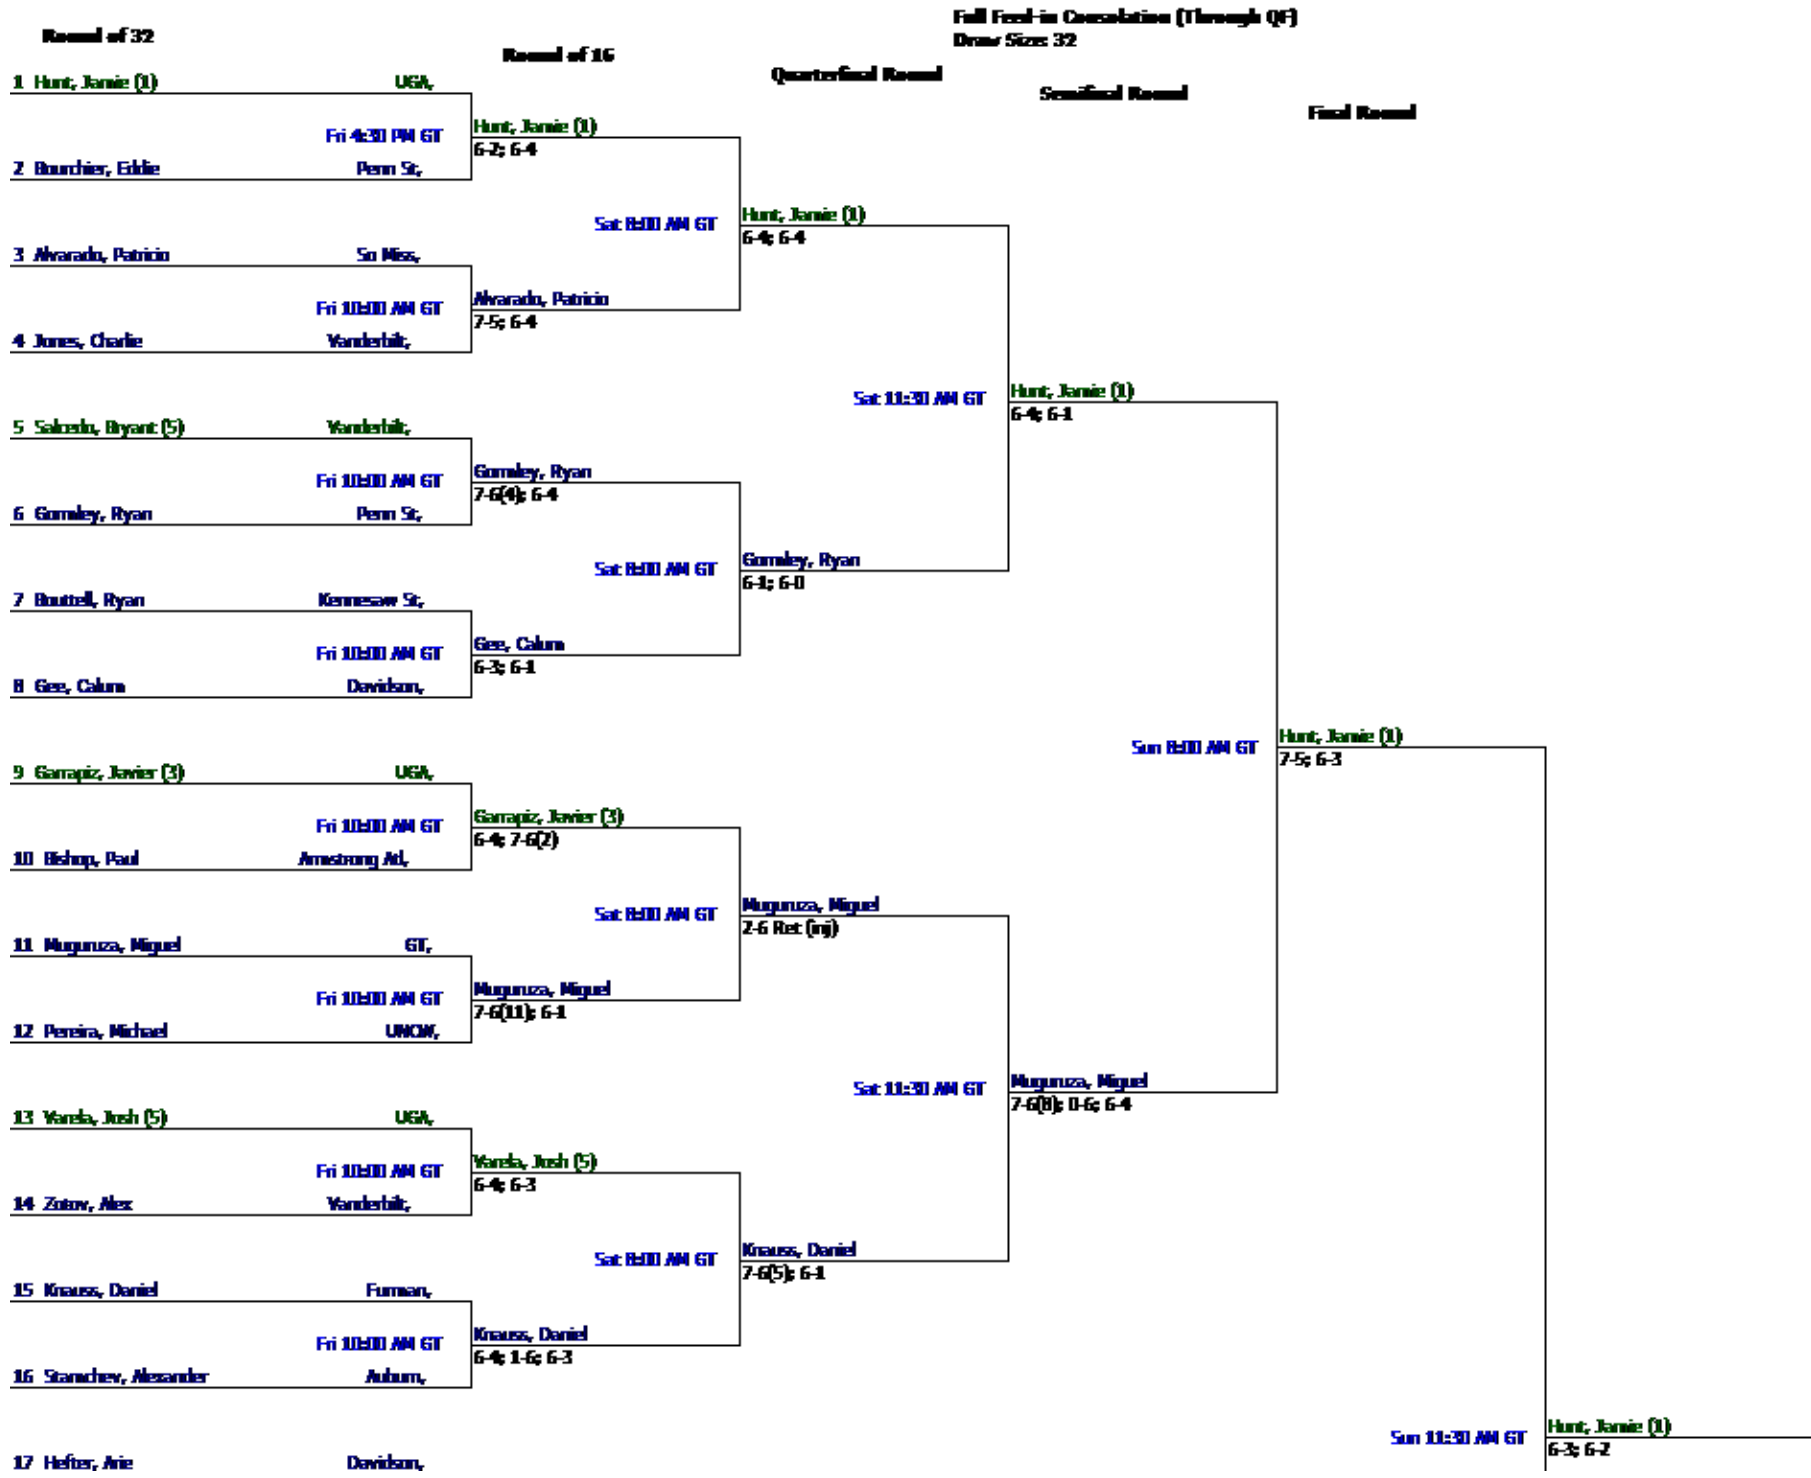 Full Feed-in Consolation (Through QF)
Draw Size: 32
Round of 32
Round of 16
Quarterfinal Round
Semifinal Round
Final Round
1 Hunt, Jamie (1) UGA,
Fri 4:30 PM GT
Hunt, Jamie (1)
6-2; 6-4
2 Bourchier, Eddie Penn St,
Sat 8:00 AM GT
Hunt, Jamie (1)
6-4; 6-4
3 Alvarado, Patricio So Miss,
Fri 10:00 AM GT
Alvarado, Patricio
7-5; 6-4
4 Jones, Charlie Vanderbilt,
Sat 11:30 AM GT
Hunt, Jamie (1)
6-4; 6-1
5 Salcedo, Bryant (5) Vanderbilt,
Fri 10:00 AM GT
Gormley, Ryan
7-6(4); 6-4
6 Gormley, Ryan Penn St,
Sat 8:00 AM GT
Gormley, Ryan
6-1; 6-0
7 Bouttell, Ryan Kennesaw St,
Fri 10:00 AM GT
Gee, Calum
6-3; 6-1
8 Gee, Calum Davidson,
Sun 8:00 AM GT
Hunt, Jamie (1)
7-5; 6-3
9 Garrapiz, Javier (3) UGA,
Fri 10:00 AM GT
Garrapiz, Javier (3)
6-4; 7-6(2)
10 Bishop, Paul Armstrong Atl,
Sat 8:00 AM GT
Muguruza, Miguel
2-6 Ret (inj)
11 Muguruza, Miguel GT,
Fri 10:00 AM GT
Muguruza, Miguel
7-6(11); 6-1
12 Pereira, Michael UNCW,
Sat 11:30 AM GT
Muguruza, Miguel
7-6(8); 0-6; 6-4
13 Varela, Josh (5) UGA,
Fri 10:00 AM GT
Varela, Josh (5)
6-4; 6-3
14 Zotov, Alex Vanderbilt,
Sat 8:00 AM GT
Knauss, Daniel
7-6(5); 6-1
15 Knauss, Daniel Furman,
Fri 10:00 AM GT
Knauss, Daniel
6-4; 1-6; 6-3
16 Stamchev, Alexander Auburn,
Sun 11:30 AM GT
Hunt, Jamie (1)
6-3; 6-2
17 Hefter, Arie Davidson,